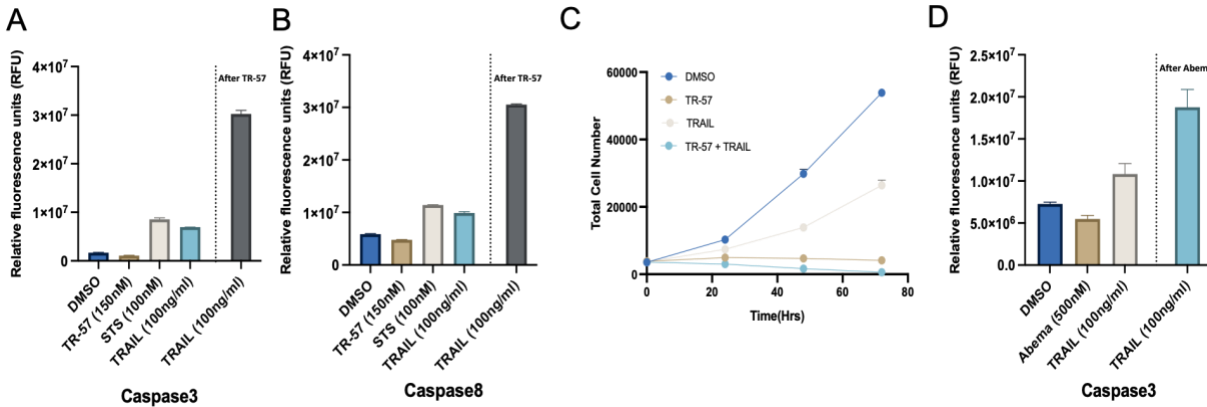 A
Relative fluorescence units (RFU)
4×10⁷
3×10⁷
2×10⁷
1×10⁷
0
After TR-57
DMSO
TR-57 (150nM)
STS (100nM)
TRAIL (100ng/ml)
TRAIL (100ng/ml)
Caspase3
B
Relative fluorescence units (RFU)
4×10⁷
3×10⁷
2×10⁷
1×10⁷
0
After TR-57
DMSO
TR-57 (150nM)
STS (100nM)
TRAIL (100ng/ml)
TRAIL (100ng/ml)
Caspase8
C
Total Cell Number
60000
40000
20000
0
DMSO
TR-57
TRAIL
TR-57 + TRAIL
0
20
40
60
80
Time(Hrs)
D
Relative fluorescence units (RFU)
2.5×10⁷
2.0×10⁷
1.5×10⁷
1.0×10⁷
5.0×10⁶
0.0
After Abema
DMSO
Abema (500nM)
TRAIL (100ng/ml)
TRAIL (100ng/ml)
Caspase3